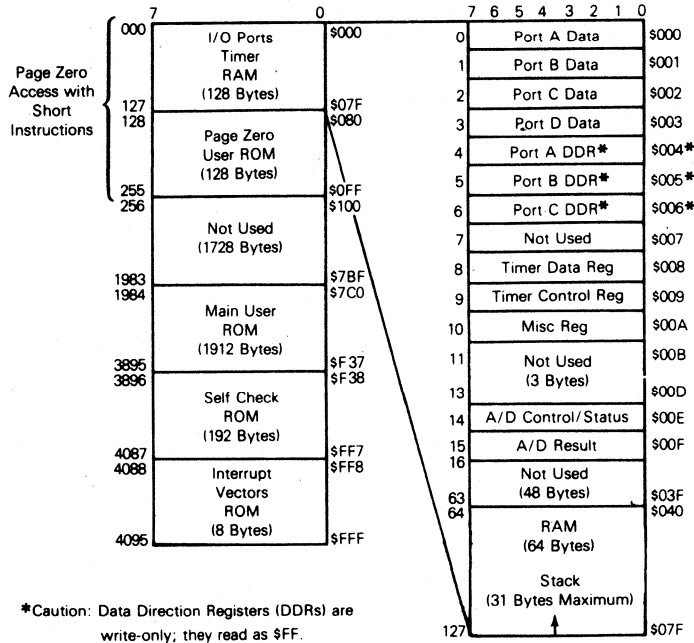 7 0
000 I/O Ports $000
Timer
RAM
(128 Bytes)
127 $07F
128 $080
Page Zero
Access with
Short
Instructions
Page Zero
User ROM
(128 Bytes)
255 $0FF
256 $100
Not Used
(1728 Bytes)
1983 $7BF
1984 $7C0
Main User
ROM
(1912 Bytes)
3895 $F37
3896 $F38
Self Check
ROM
(192 Bytes)
4087 $FF7
4088 $FF8
Interrupt
Vectors
ROM
(8 Bytes)
4095 $FFF
7 6 5 4 3 2 1 0
0 Port A Data $000
1 Port B Data $001
2 Port C Data $002
3 Port D Data $003
4 Port A DDR* $004*
5 Port B DDR* $005*
6 Port C DDR* $006*
7 Not Used $007
8 Timer Data Reg $008
9 Timer Control Reg $009
10 Misc Reg $00A
11 $00B
Not Used
(3 Bytes)
13 $00D
14 A/D Control/Status $00E
15 A/D Result $00F
16
Not Used
(48 Bytes)
63 $03F
64 $040
RAM
(64 Bytes)
Stack
(31 Bytes Maximum)
127 $07F
*Caution: Data Direction Registers (DDRs) are
write-only; they read as $FF.